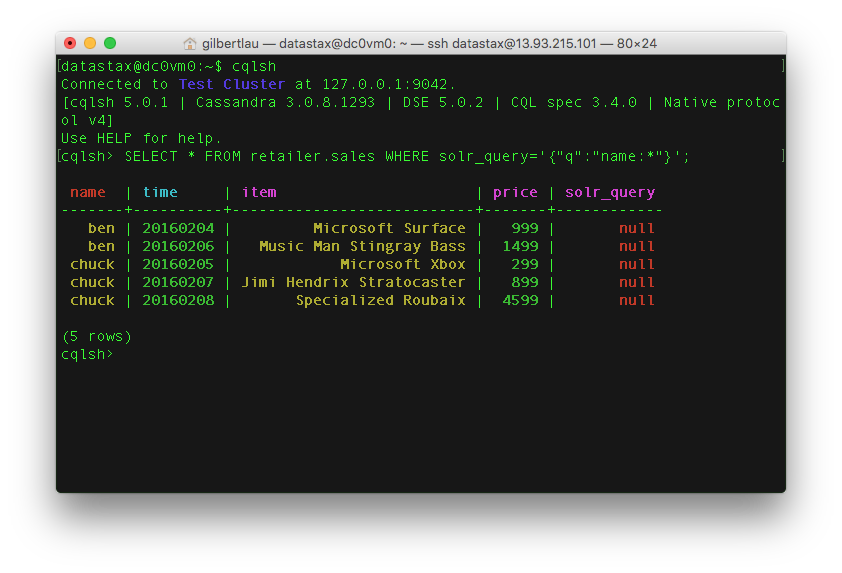 gilbertlau — datastax@dc0vm0: ~ — ssh datastax@13.93.215.101 — 80×24
[datastax@dc0vm0:~$ cqlsh ]
Connected to Test Cluster at 127.0.0.1:9042.
[cqlsh 5.0.1 | Cassandra 3.0.8.1293 | DSE 5.0.2 | CQL spec 3.4.0 | Native protoc
ol v4]
Use HELP for help.
[cqlsh> SELECT * FROM retailer.sales WHERE solr_query='{"q":"name:*"}'; ]
 name  | time     | item                      | price | solr_query
-------+----------+---------------------------+-------+------------
   ben | 20160204 |         Microsoft Surface |   999 |       null
   ben | 20160206 |   Music Man Stingray Bass |  1499 |       null
 chuck | 20160205 |            Microsoft Xbox |   299 |       null
 chuck | 20160207 | Jimi Hendrix Stratocaster |   899 |       null
 chuck | 20160208 |       Specialized Roubaix |  4599 |       null
(5 rows)
cqlsh>